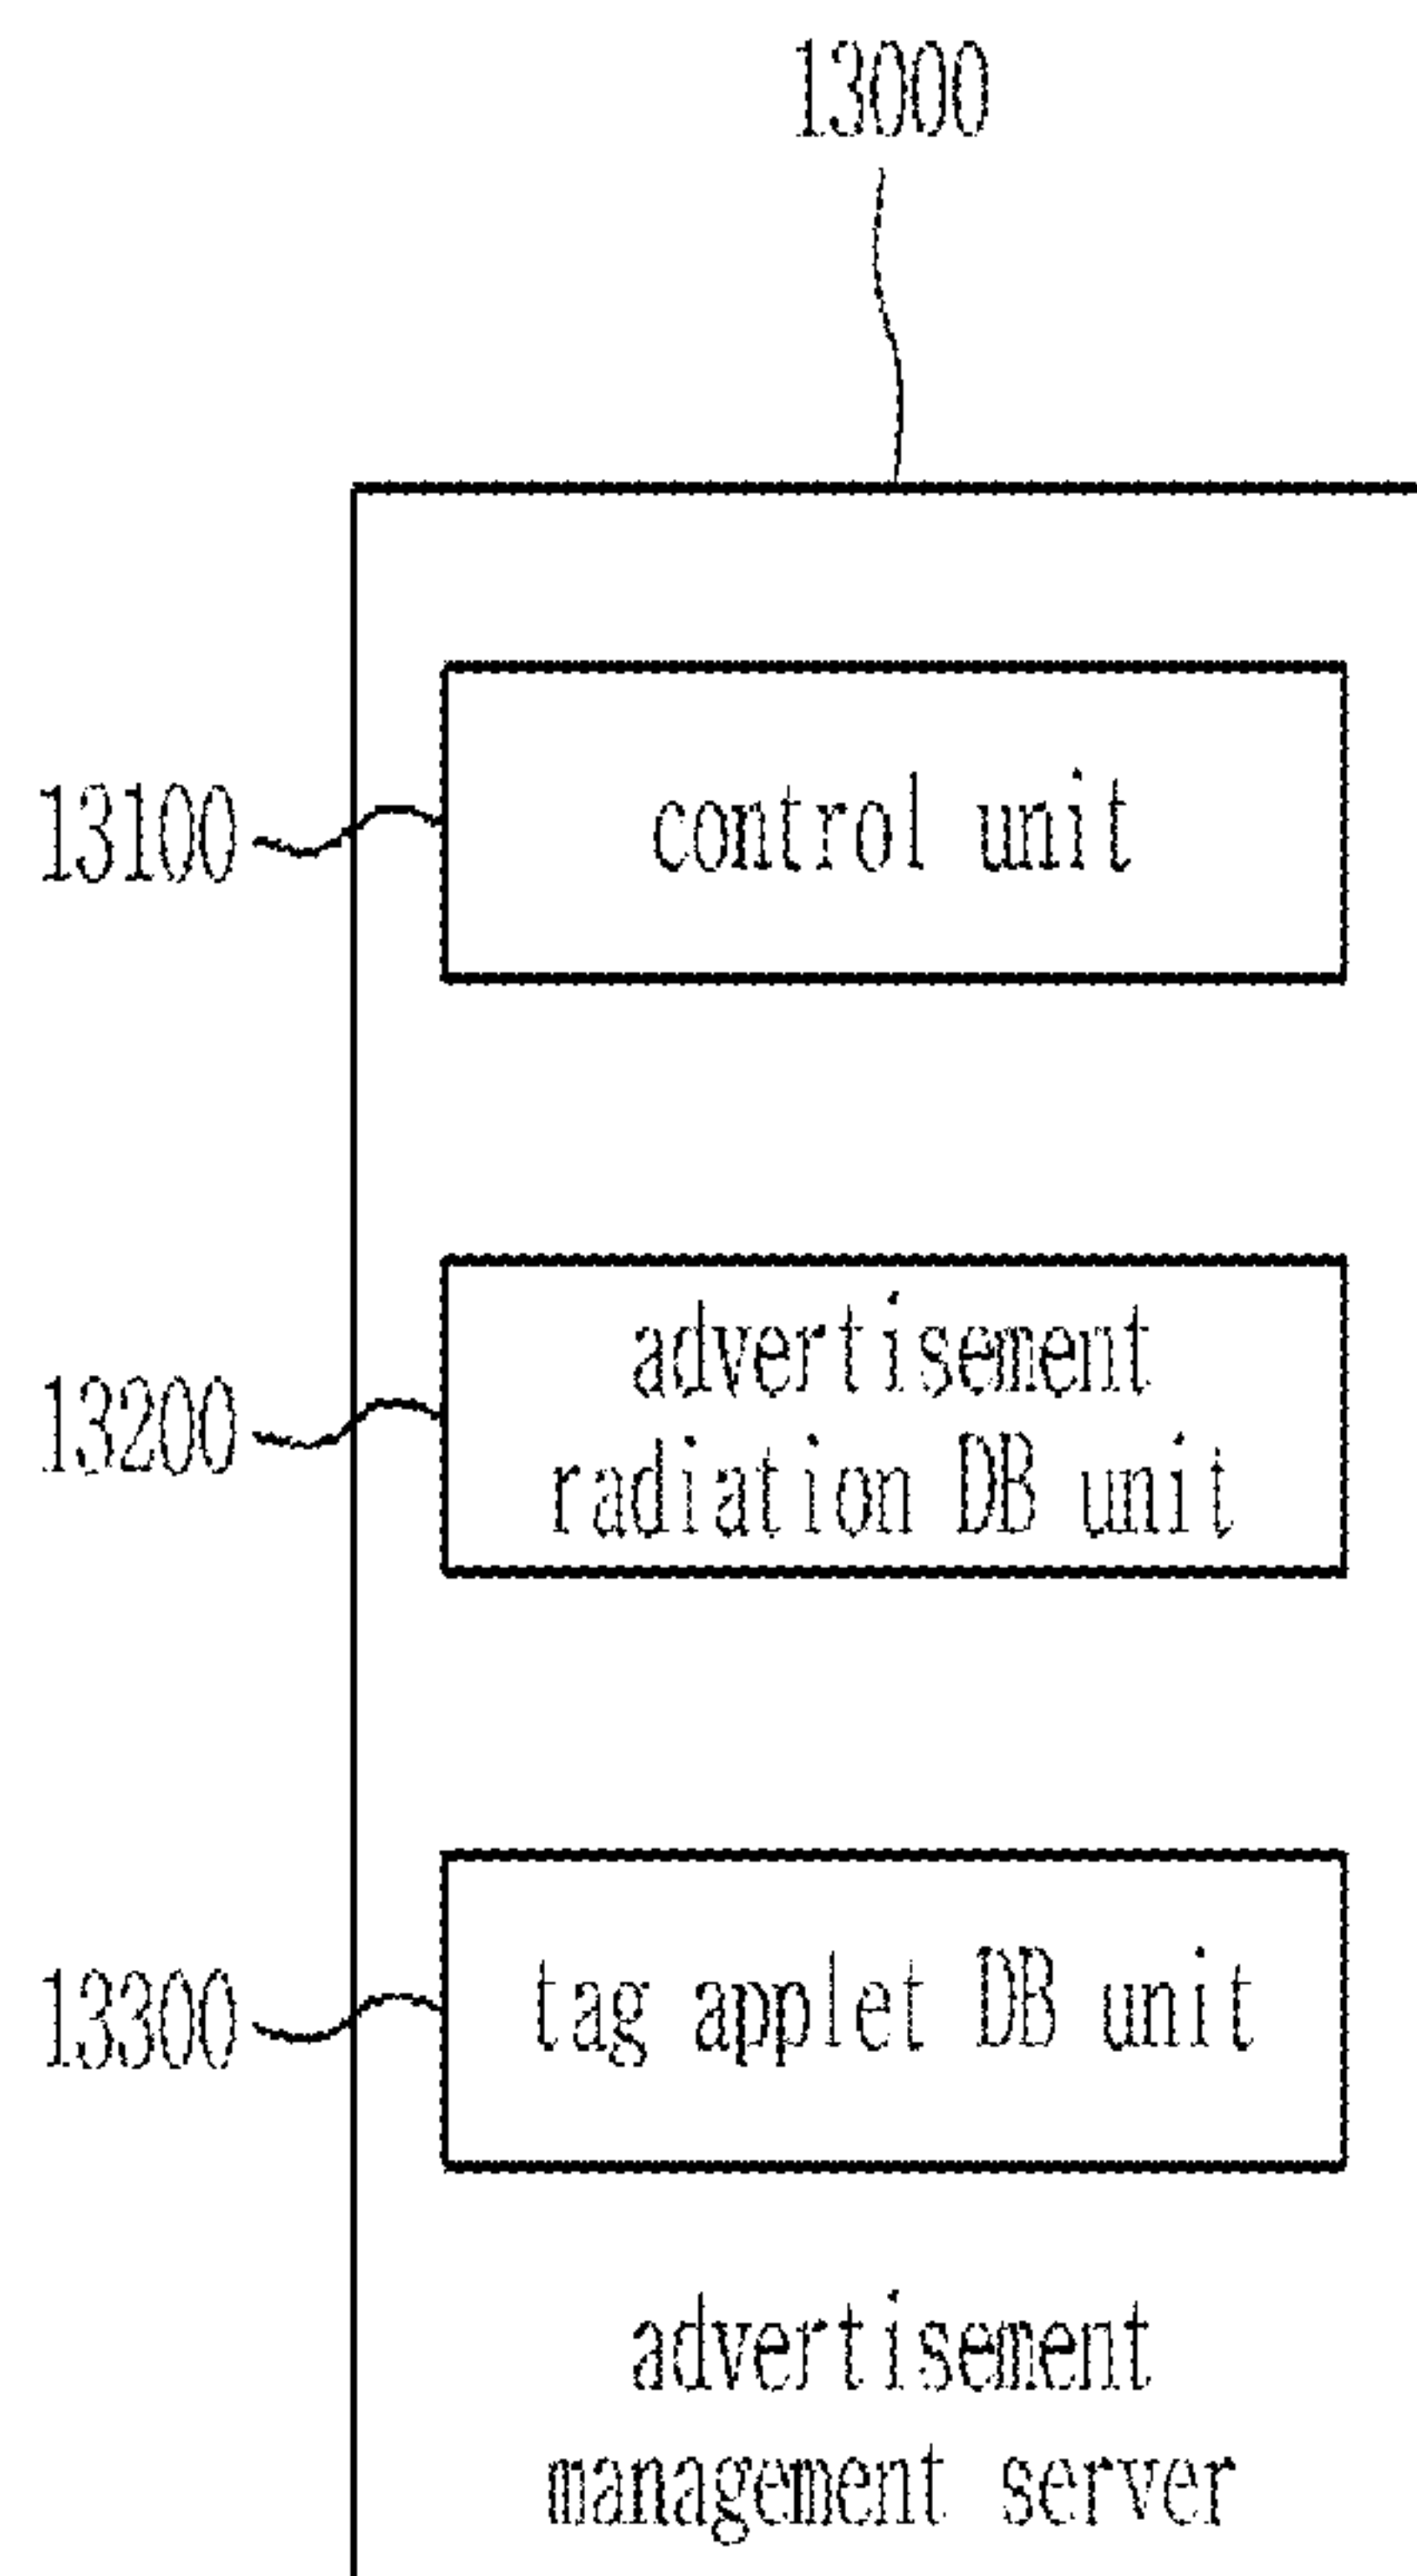 13000
13100
control unit
13200
advertisement
radiation DB unit
13300
tag applet DB unit
advertisement
management server